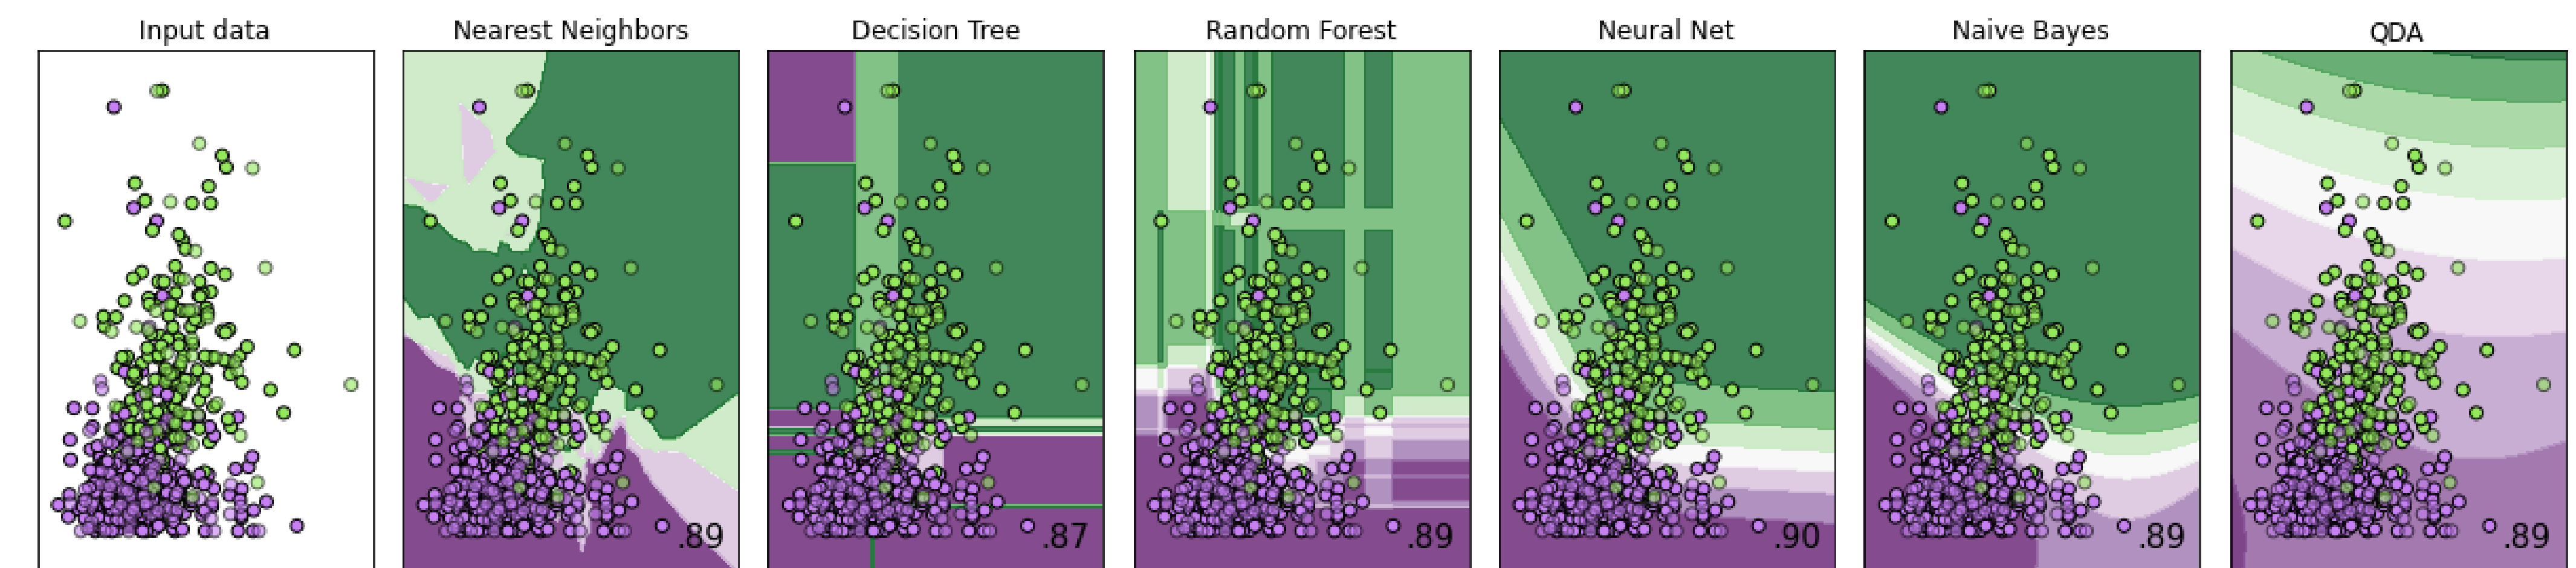 Input data
Nearest Neighbors
Decision Tree
Random Forest
Neural Net
Naive Bayes
QDA
.89
.87
.89
.90
.89
.89